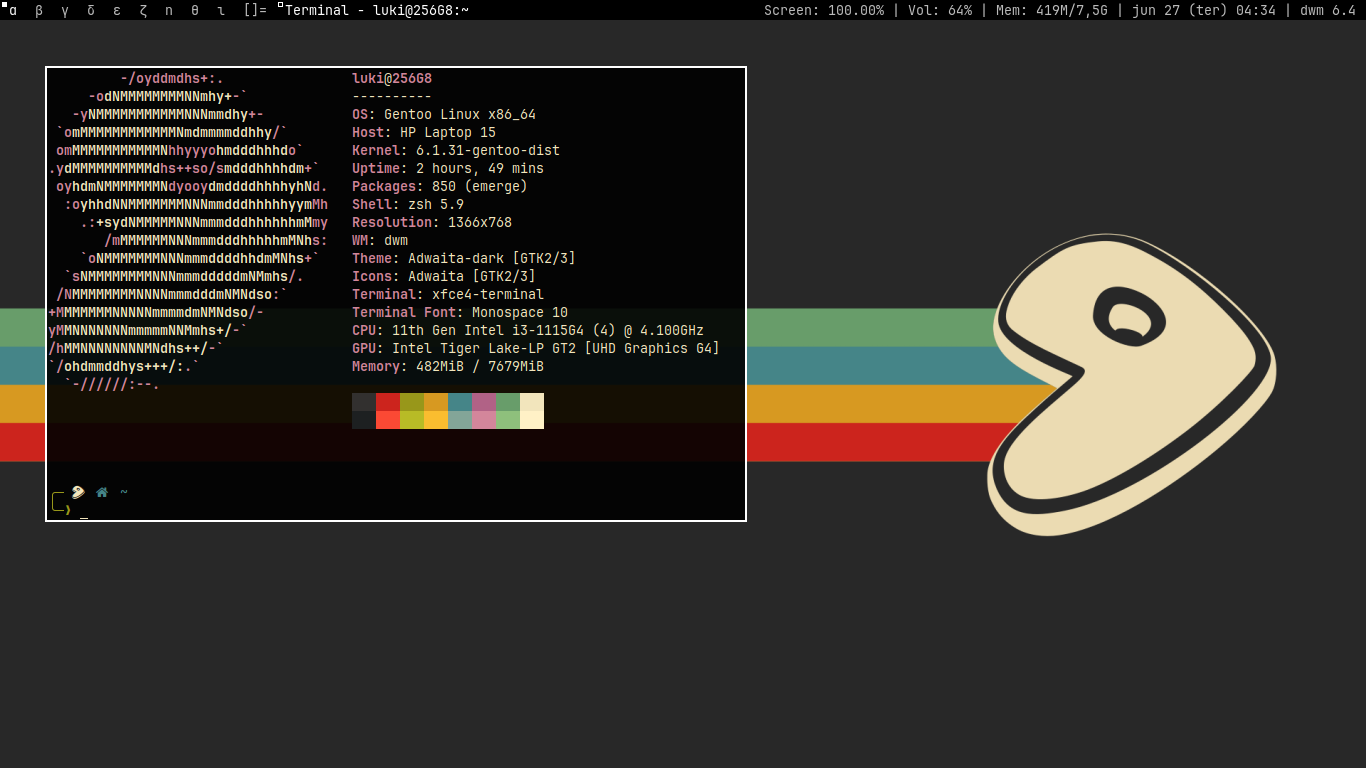 α β γ δ ε ζ η θ ι []= Terminal - luki@256G8:~ Screen: 100.00% | Vol: 64% | Mem: 419M/7,5G | jun 27 (ter) 04:34 | dwm 6.4
-/oyddmdhs+:. luki@256G8
-odNMMMMMMMMNNmhy+-` ----------
-yNMMMMMMMMMMMNNNmmdhy+- OS: Gentoo Linux x86_64
`omMMMMMMMMMMMMNmdmmmmddhhy/` Host: HP Laptop 15
omMMMMMMMMMMMNhhyyyohmdddhhhdo` Kernel: 6.1.31-gentoo-dist
.ydMMMMMMMMMMdhs++so/smdddhhhhdm+` Uptime: 2 hours, 49 mins
oyhdmNMMMMMMMNdyooydmddddhhhhyhNd. Packages: 850 (emerge)
:oyhhdNNMMMMMMMNNNmmdddhhhhhyymMh Shell: zsh 5.9
.:+sydNMMMMMNNNmmmdddhhhhhhmMmy Resolution: 1366x768
/mMMMMMMNNNmmmdddhhhhhmMNhs: WM: dwm
`oNMMMMMMMNNNmmmddddhhdmMNhs+` Theme: Adwaita-dark [GTK2/3]
`sNMMMMMMMMNNNmmmdddddmNMmhs/. Icons: Adwaita [GTK2/3]
/NMMMMMMMMNNNNmmmdddmNMNdso:` Terminal: xfce4-terminal
+MMMMMMMNNNNNmmmmdmNMNdso/- Terminal Font: Monospace 10
yMMNNNNNNNmmmmmNNMmhs+/-` CPU: 11th Gen Intel i3-1115G4 (4) @ 4.100GHz
/hMMNNNNNNNNMNdhs++/-` GPU: Intel Tiger Lake-LP GT2 [UHD Graphics G4]
`/ohdmmddhys+++/:.` Memory: 482MiB / 7679MiB
`-//////:--.
~